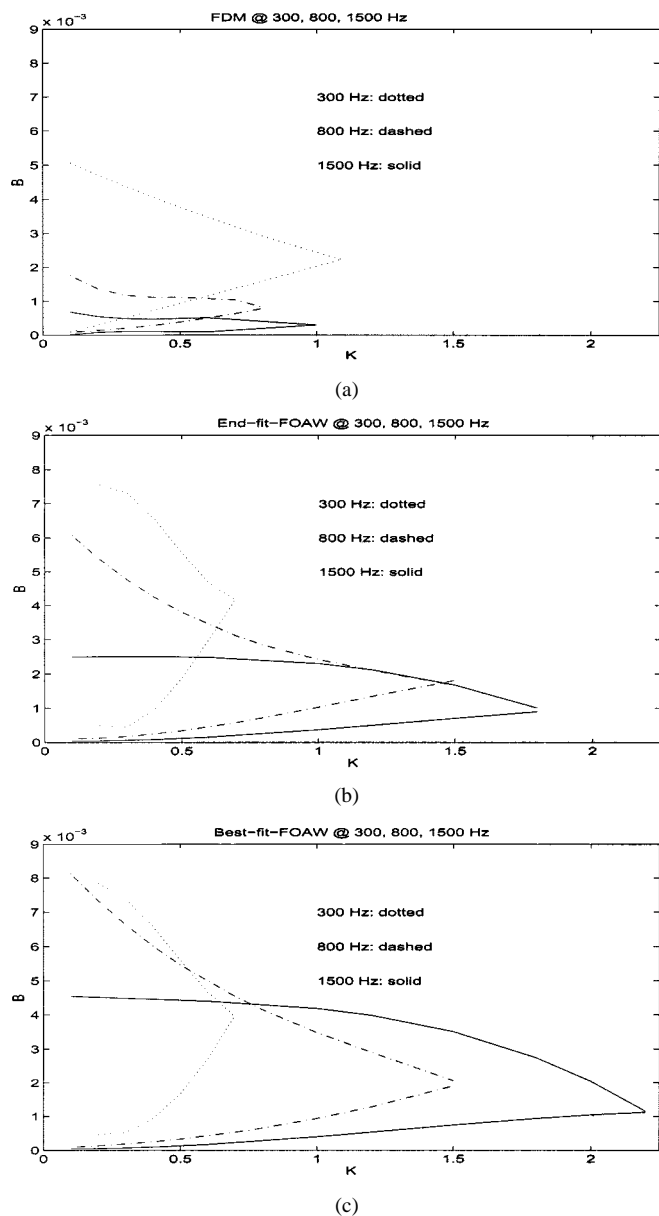 × 10⁻³
FDM @ 300, 800, 1500 Hz
9
8
7
6
5
4
3
2
1
0
B
300 Hz: dotted
800 Hz: dashed
1500 Hz: solid
0 0.5 1 1.5 2
K
(a)
× 10⁻³
End-fit-FOAW @ 300, 800, 1500 Hz
9
8
7
6
5
4
3
2
1
0
B
300 Hz: dotted
800 Hz: dashed
1500 Hz: solid
0 0.5 1 1.5 2
K
(b)
× 10⁻³
Best-fit-FOAW @ 300, 800, 1500 Hz
9
8
7
6
5
4
3
2
1
0
B
300 Hz: dotted
800 Hz: dashed
1500 Hz: solid
0 0.5 1 1.5 2
K
(c)